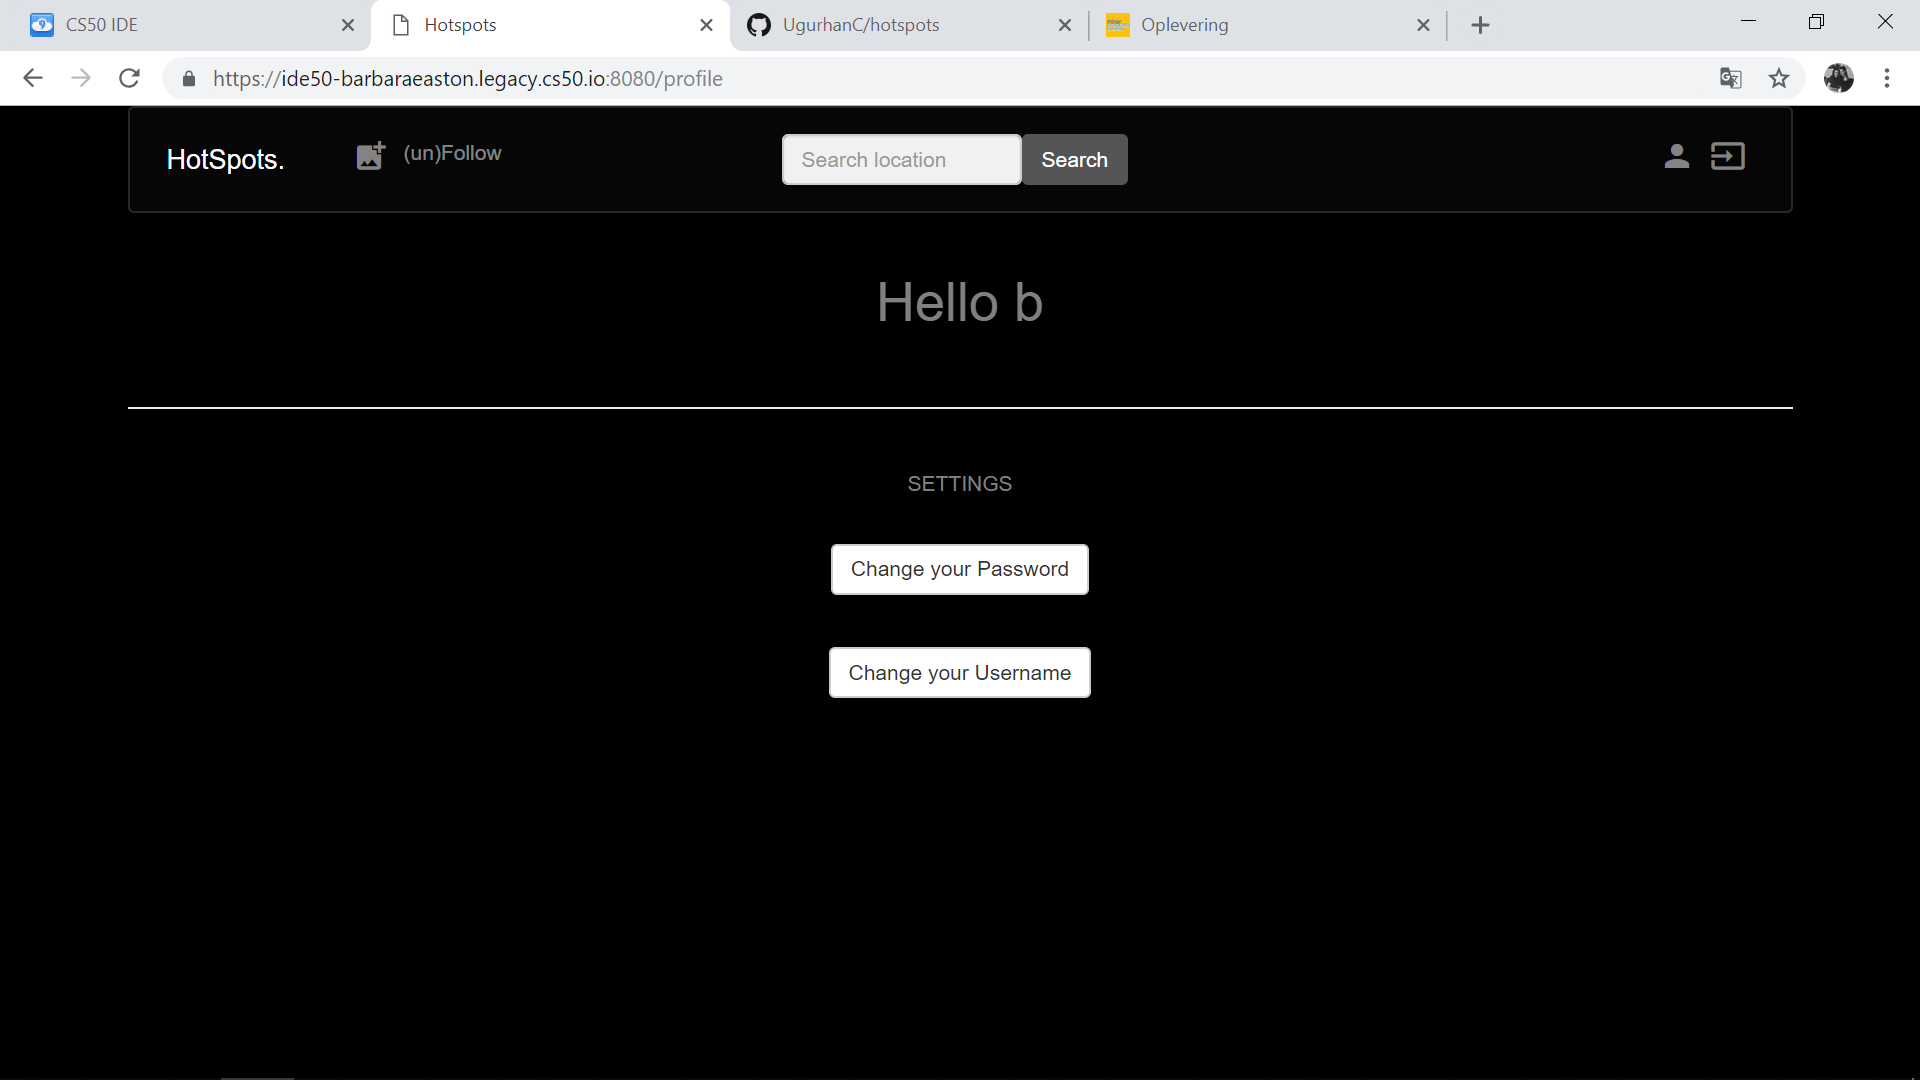 CS50 IDE
Hotspots
UgurhanC/hotspots
Oplevering
https://ide50-barbaraeaston.legacy.cs50.io:8080/profile
HotSpots.
(un)Follow
Search location
Search
Hello b
SETTINGS
Change your Password
Change your Username